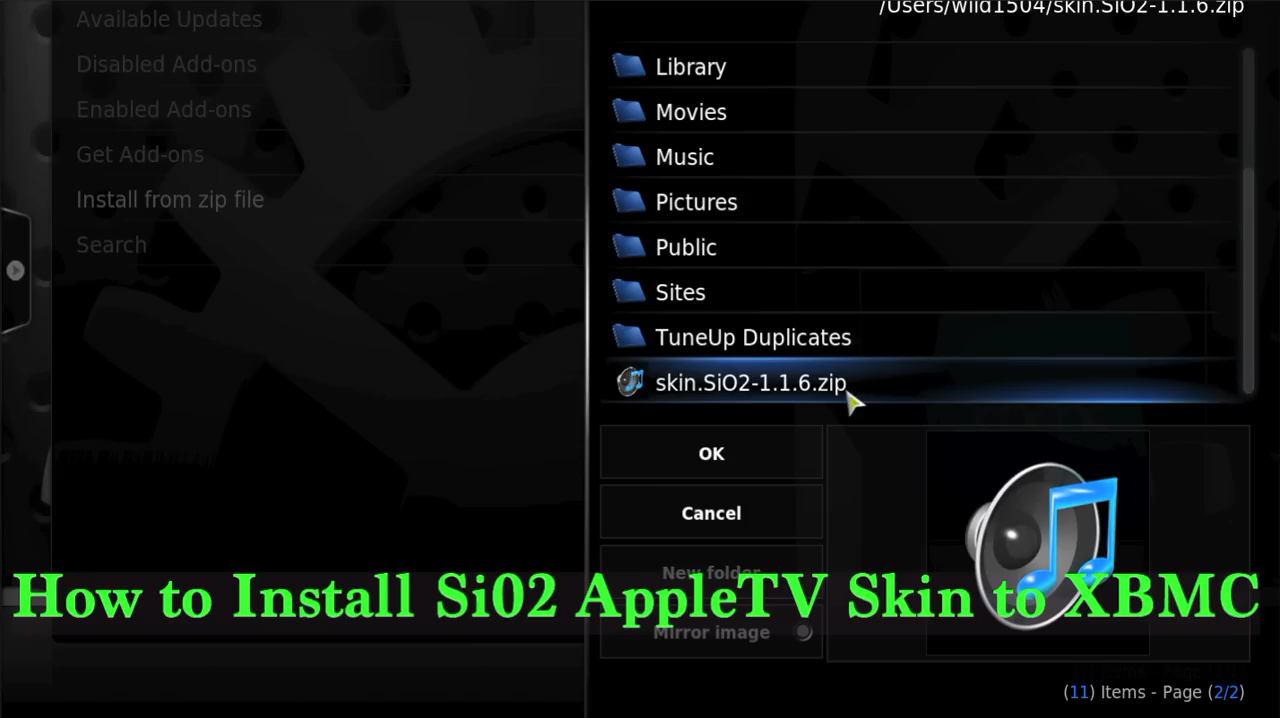 Available Updates
Disabled Add-ons
Enabled Add-ons
Get Add-ons
Install from zip file
Search
/Users/wild1504/skin.SiO2-1.1.6.zip
Library
Movies
Music
Pictures
Public
Sites
TuneUp Duplicates
skin.SiO2-1.1.6.zip
OK
Cancel
New folder
How to Install Si02 AppleTV Skin to XBMC
Mirror image
(11) Items - Page (2/2)